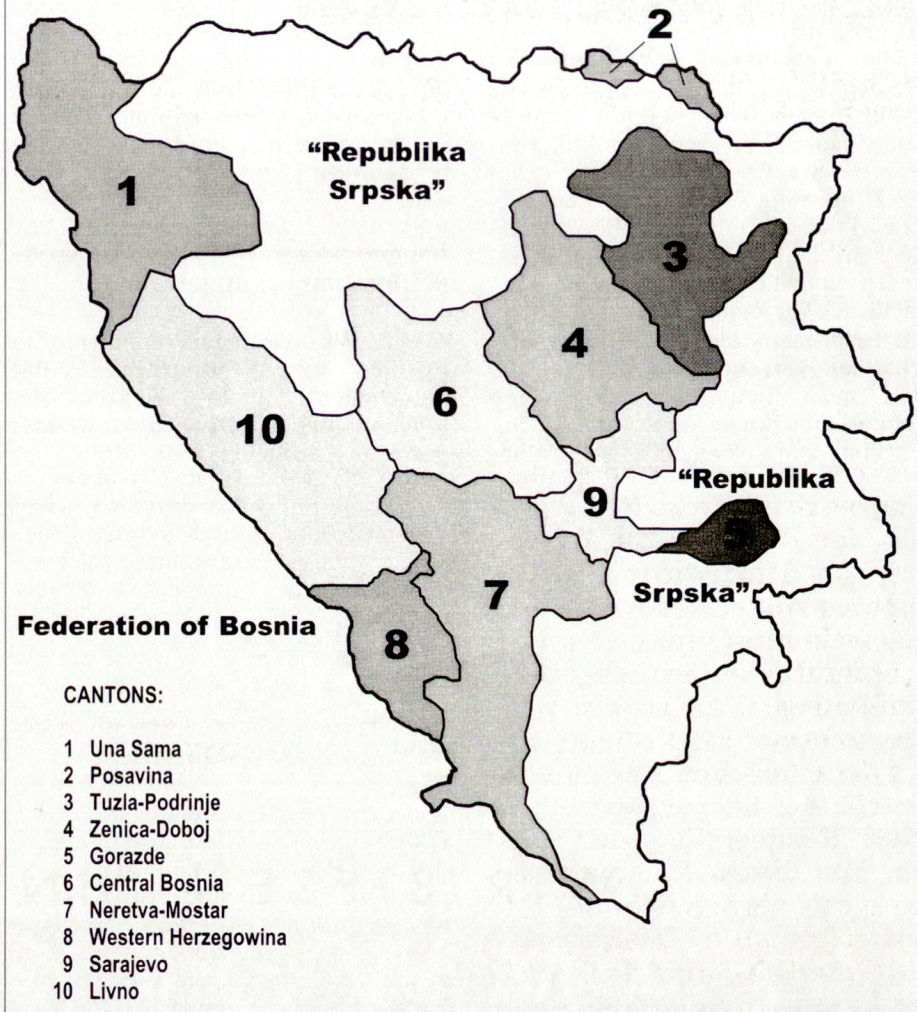 2
"Republika
Srpska"
1
3
4
6
10
"Republika
9
5
Srpska"
7
Federation of Bosnia
8
CANTONS:
1 Una Sama
2 Posavina
3 Tuzla-Podrinje
4 Zenica-Doboj
5 Gorazde
6 Central Bosnia
7 Neretva-Mostar
8 Western Herzegowina
9 Sarajevo
10 Livno